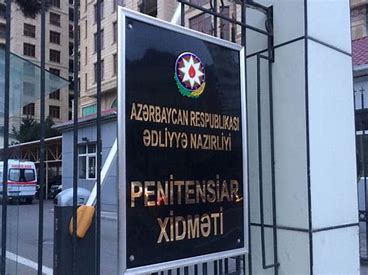 AZƏRBAYCAN RESPUBLİKASI
ƏDLİYYƏ NAZİRLİYİ
PENİTENSİAR
XİDMƏTİ